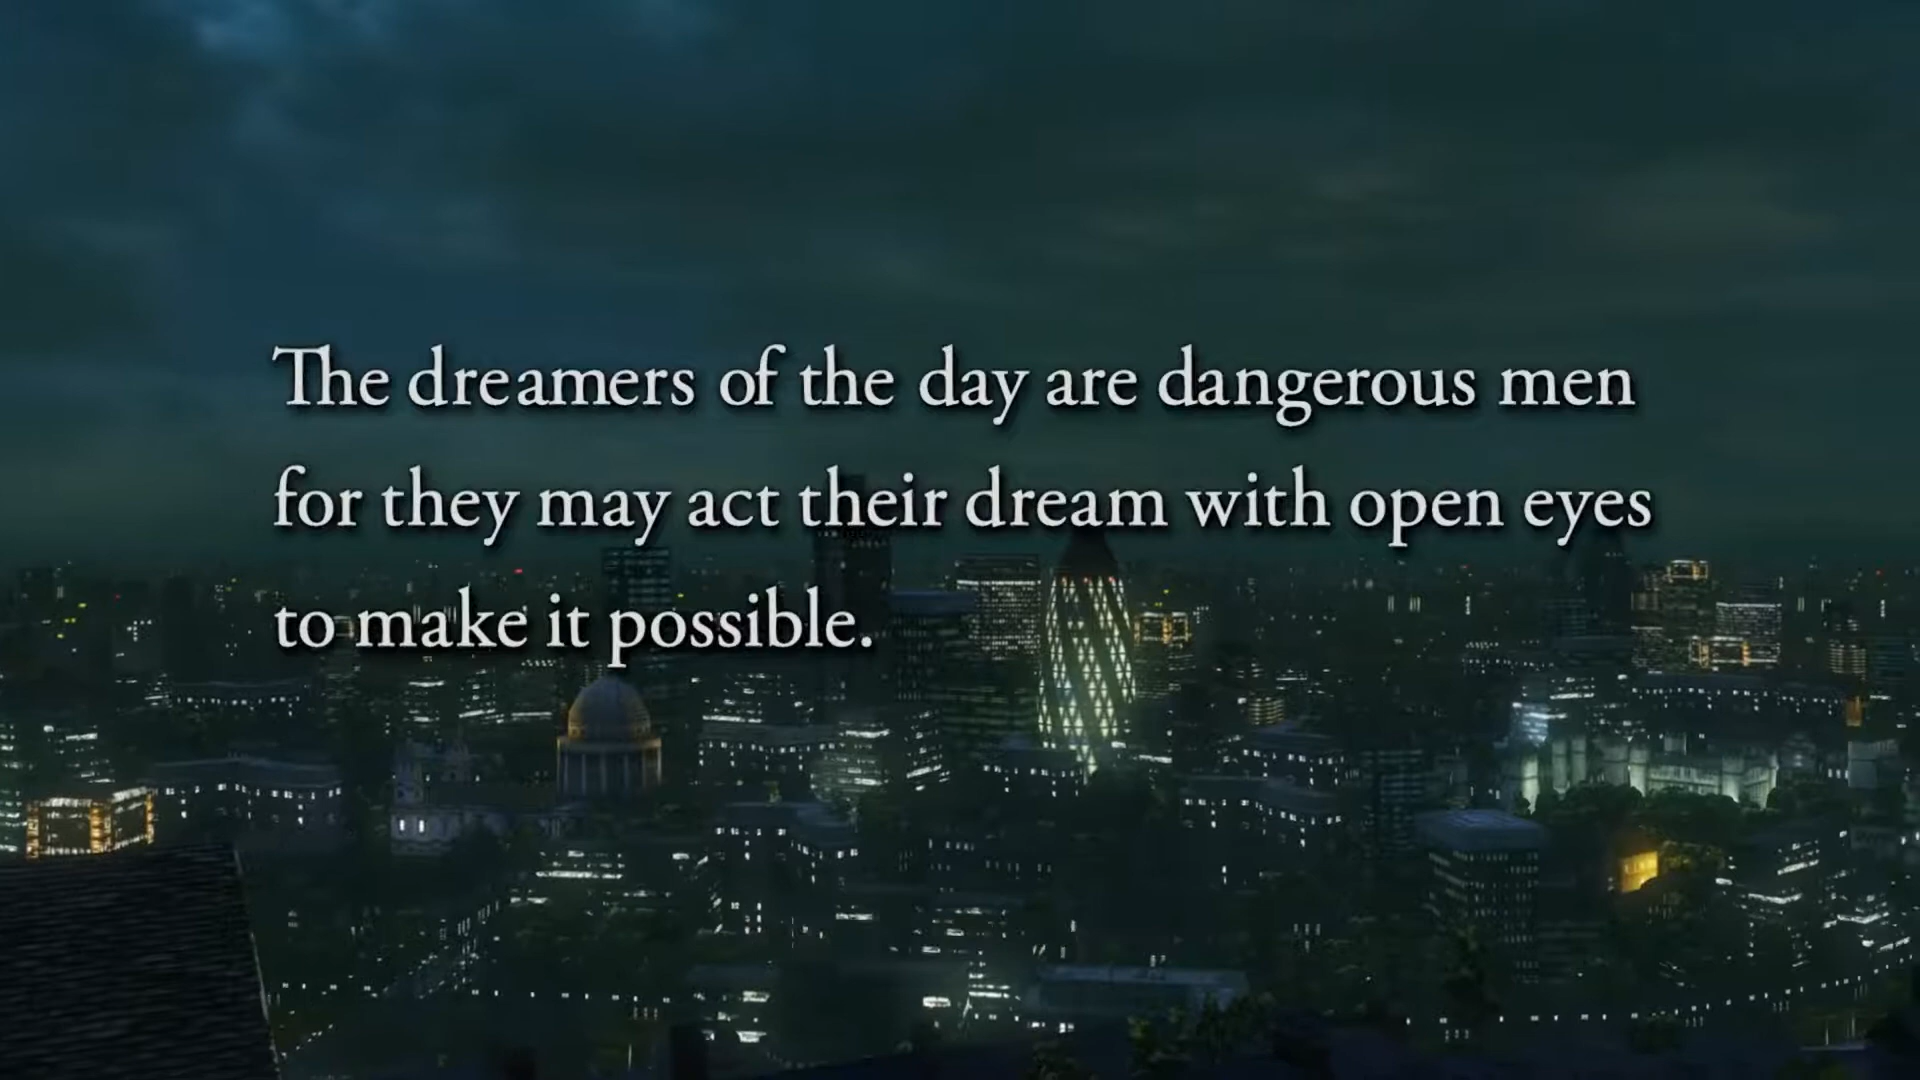 The dreamers of the day are dangerous men
for they may act their dream with open eyes
to make it possible.